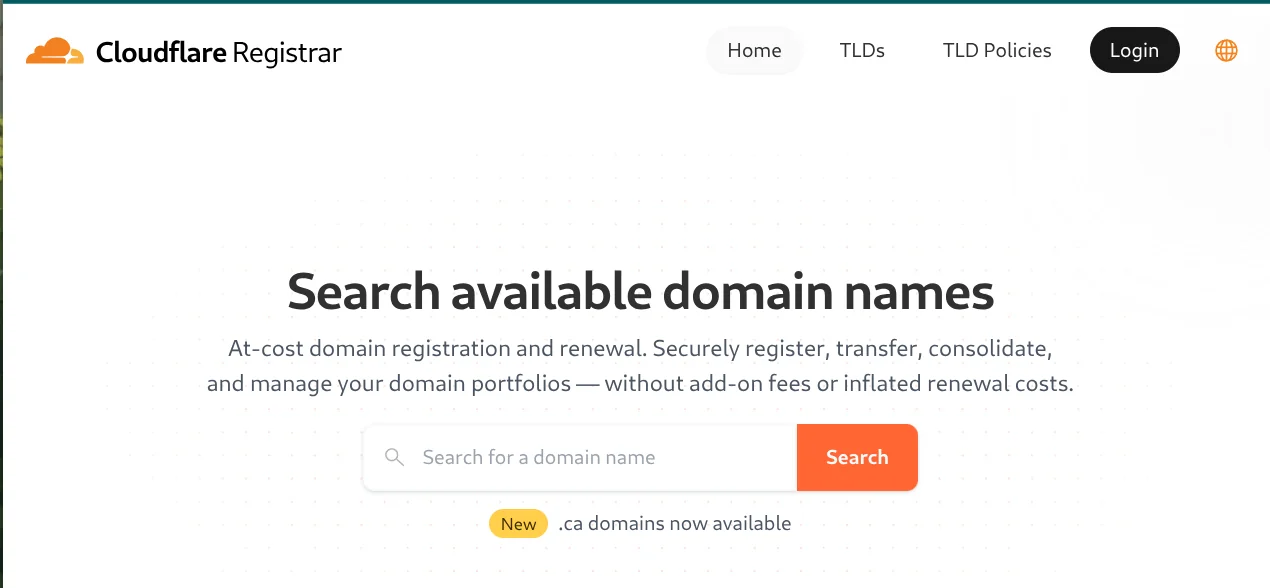 Cloudflare Registrar
Home
TLDs
TLD Policies
Login
Search available domain names
At-cost domain registration and renewal. Securely register, transfer, consolidate,
and manage your domain portfolios — without add-on fees or inflated renewal costs.
Search for a domain name
Search
New .ca domains now available